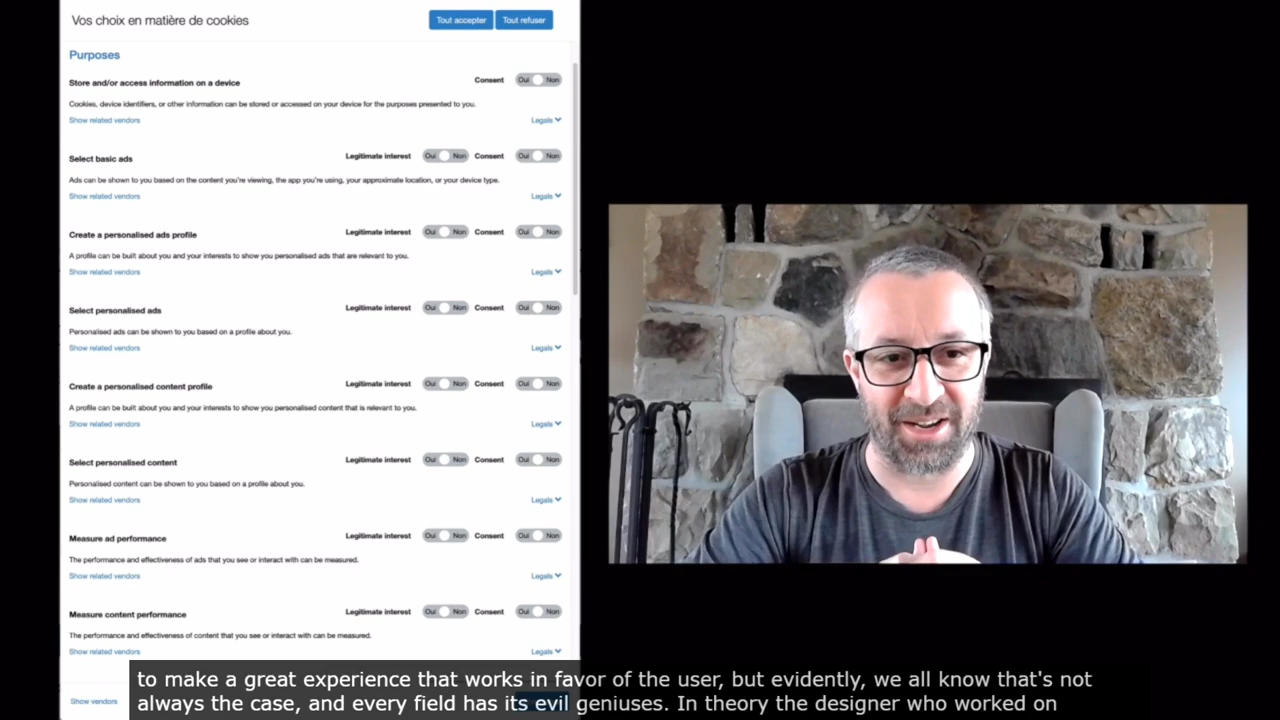 Vos choix en matière de cookies
Tout accepter Tout refuser
Purposes
Store and/or access information on a device Consent Oui Non
Cookies, device identifiers, or other information can be stored or accessed on your device for the purposes presented to you.
Show related vendors Legals
Select basic ads Legitimate interest Oui Non Consent Oui Non
Ads can be shown to you based on the content you're viewing, the app you're using, your approximate location, or your device type.
Show related vendors Legals
Create a personalised ads profile Legitimate interest Oui Non Consent Oui Non
A profile can be built about you and your interests to show you personalised ads that are relevant to you.
Show related vendors Legals
Select personalised ads Legitimate interest Oui Non Consent Oui Non
Personalised ads can be shown to you based on a profile about you.
Show related vendors Legals
Create a personalised content profile Legitimate interest Oui Non Consent Oui Non
A profile can be built about you and your interests to show you personalised content that is relevant to you.
Show related vendors Legals
Select personalised content Legitimate interest Oui Non Consent Oui Non
Personalised content can be shown to you based on a profile about you.
Show related vendors Legals
Measure ad performance Legitimate interest Oui Non Consent Oui Non
The performance and effectiveness of ads that you see or interact with can be measured.
Show related vendors Legals
Measure content performance Legitimate interest Oui Non Consent Oui Non
The performance and effectiveness of content that you see or interact with can be measured.
Show related vendors Legals
Show vendors
to make a great experience that works in favor of the user, but evidently, we all know that's not
always the case, and every field has its evil geniuses. In theory the designer who worked on